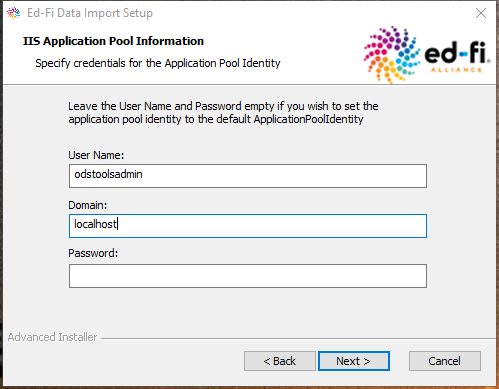 Ed-Fi Data Import Setup
IIS Application Pool Information
Specify credentials for the Application Pool Identity
ed-fi
ALLIANCE
Leave the User Name and Password empty if you wish to set the
application pool identity to the default ApplicationPoolIdentity
User Name:
odstoolsadmin
Domain:
localhost
Password:
Advanced Installer
< Back
Next >
Cancel